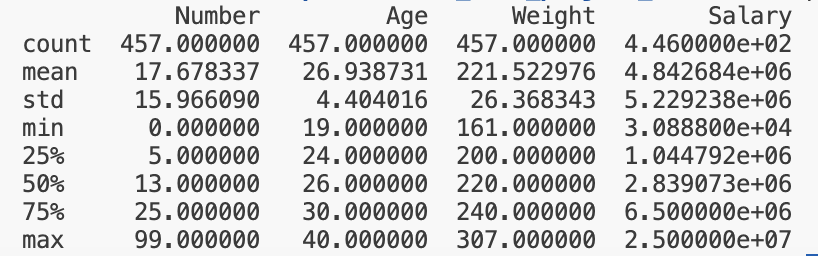 Number Age Weight Salary
count 457.000000 457.000000 457.000000 4.460000e+02
mean 17.678337 26.938731 221.522976 4.842684e+06
std 15.966090 4.404016 26.368343 5.229238e+06
min 0.000000 19.000000 161.000000 3.088800e+04
25% 5.000000 24.000000 200.000000 1.044792e+06
50% 13.000000 26.000000 220.000000 2.839073e+06
75% 25.000000 30.000000 240.000000 6.500000e+06
max 99.000000 40.000000 307.000000 2.500000e+07